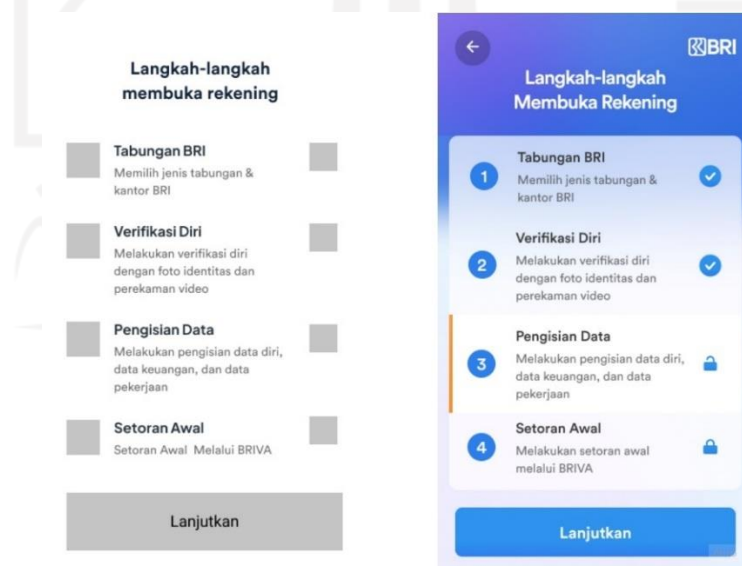 Langkah-langkah
membuka rekening
Tabungan BRI
Memilih jenis tabungan &
kantor BRI
Verifikasi Diri
Melakukan verifikasi diri
dengan foto identitas dan
perekaman video
Pengisian Data
Melakukan pengisian data diri,
data keuangan, dan data
pekerjaan
Setoran Awal
Setoran Awal Melalui BRIVA
Lanjutkan
BRI
Langkah-langkah
Membuka Rekening
1
Tabungan BRI
Memilih jenis tabungan &
kantor BRI
2
Verifikasi Diri
Melakukan verifikasi diri
dengan foto identitas dan
perekaman video
3
Pengisian Data
Melakukan pengisian data diri,
data keuangan, dan data
pekerjaan
4
Setoran Awal
Melakukan setoran awal
melalui BRIVA
Lanjutkan